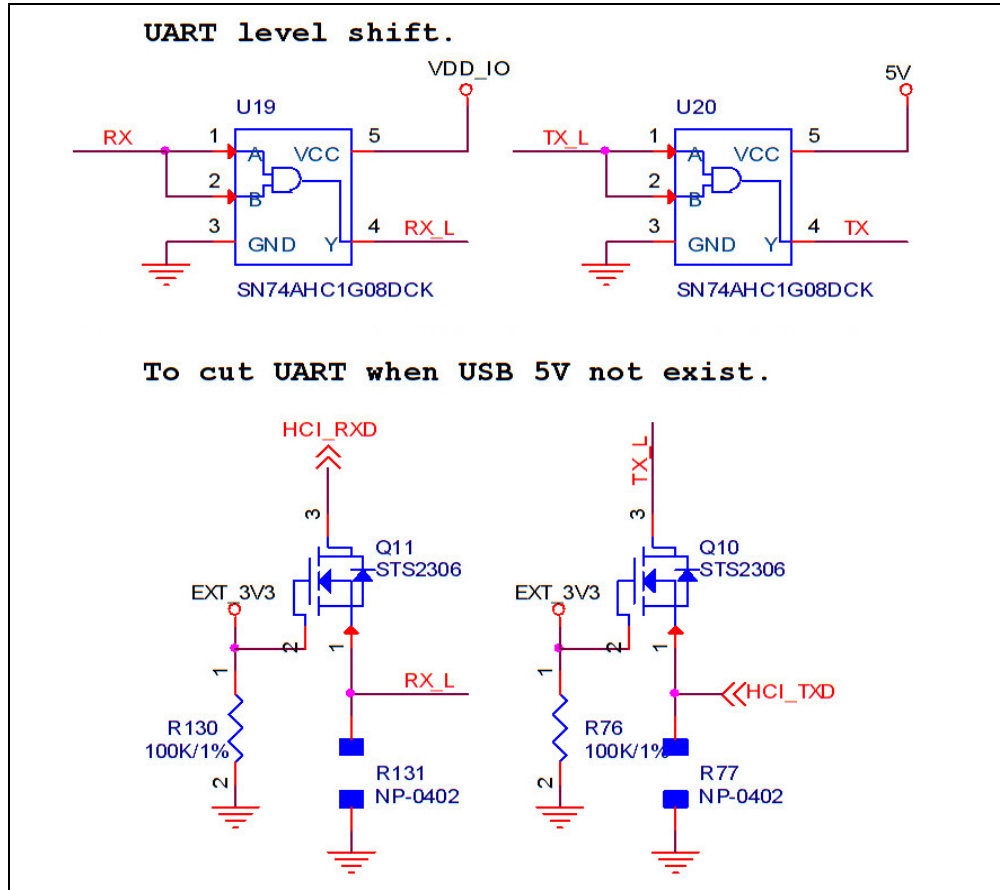 UART level shift.
VDD_IO
5V
U19
U20
RX
1
A
VCC
5
2
B
3
GND
Y
4
RX_L
SN74AHC1G08DCK
TX_L
1
A
VCC
5
2
B
3
GND
Y
4
TX
SN74AHC1G08DCK
To cut UART when USB 5V not exist.
HCI_RXD
3
Q11
STS2306
EXT_3V3
2
1
RX_L
1
R130
100K/1%
2
R131
NP-0402
TX_L
3
Q10
STS2306
EXT_3V3
2
1
HCI_TXD
1
R76
100K/1%
2
R77
NP-0402